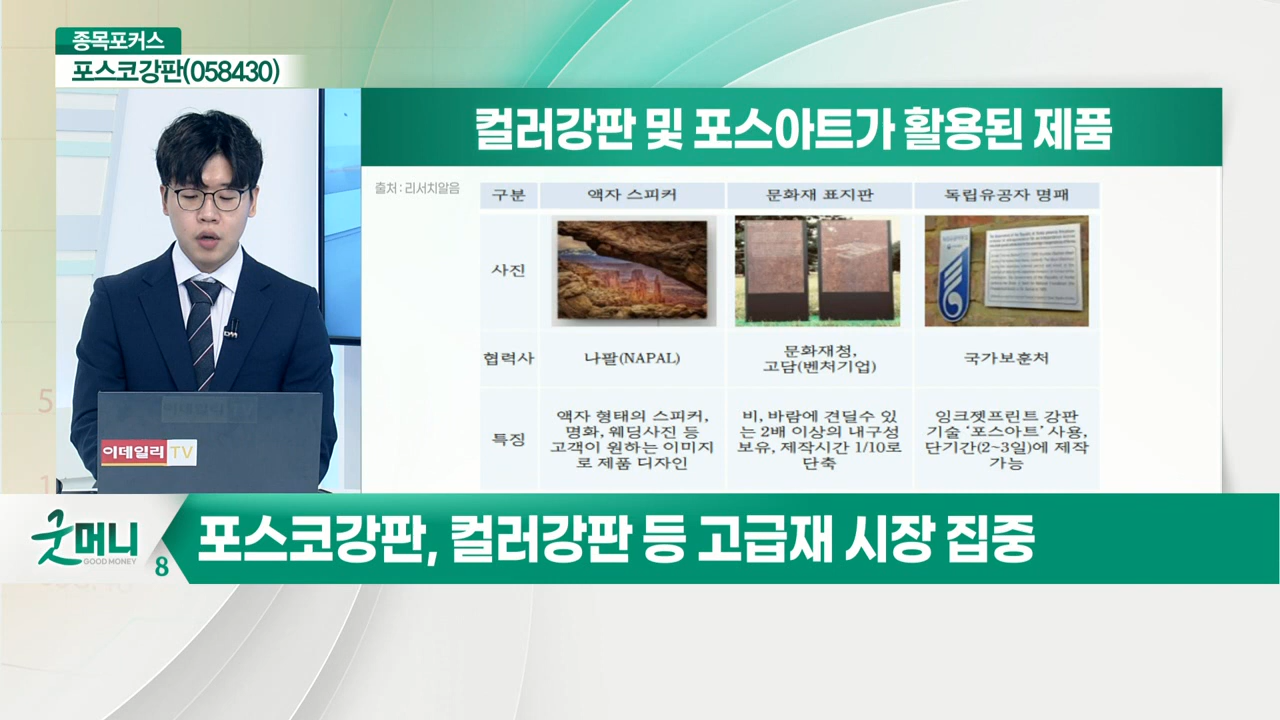 종목포커스
포스코강판(058430)
컬러강판 및 포스아트가 활용된 제품
출처 : 리서치알음
구분 액자 스피커 문화재 표지판 독립유공자 명패
사진
협력사 나팔(NAPAL) 문화재청,
고담(벤처기업) 국가보훈처
특징 액자 형태의 스피커,
명화, 웨딩사진 등
고객이 원하는 이미지
로 제품 디자인
비, 바람에 견딜수 있
는 2배 이상의 내구성
보유, 제작시간 1/10로
단축
잉크젯프린트 강판
기술 ‘포스아트’ 사용,
단기간(2~3일)에 제작
가능
이데일리 TV
이데일리 TV
굿머니
GOOD MONEY
8
포스코강판, 컬러강판 등 고급재 시장 집중